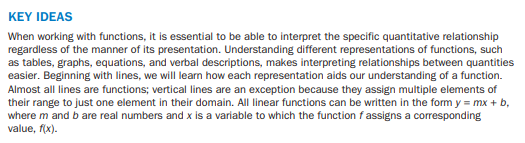 KEY IDEAS
When working with functions, it is essential to be able to interpret the specific quantitative relationship
regardless of the manner of its presentation. Understanding different representations of functions, such
as tables, graphs, equations, and verbal descriptions, makes interpreting relationships between quantities
easier. Beginning with lines, we will learn how each representation aids our understanding of a function.
Almost all lines are functions; vertical lines are an exception because they assign multiple elements of
their range to just one element in their domain. All linear functions can be written in the form y = mx + b,
where m and b are real numbers and x is a variable to which the function f assigns a corresponding
value, f(x).